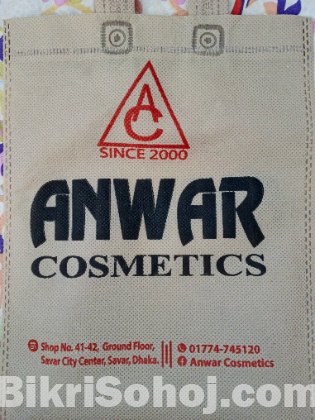 AC
SINCE 2000
ANWAR
COSMETICS
Shop No. 41-42, Ground Floor,
Savar City Center, Savar, Dhaka.
01774-745120
Anwar Cosmetics
BikriSohoj.com